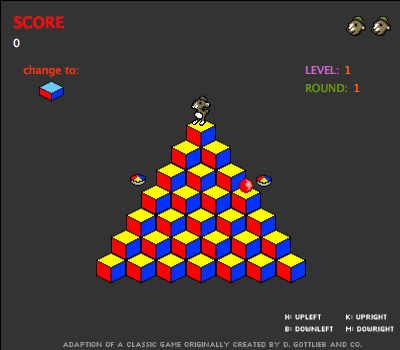 SCORE
0
change to:
LEVEL: 1
ROUND: 1
H: UPLEFT K: UPRIGHT
B: DOWNLEFT M: DOWRIGHT
ADAPTION OF A CLASSIC GAME ORIGINALLY CREATED BY D. GOTTLIEB AND CO.